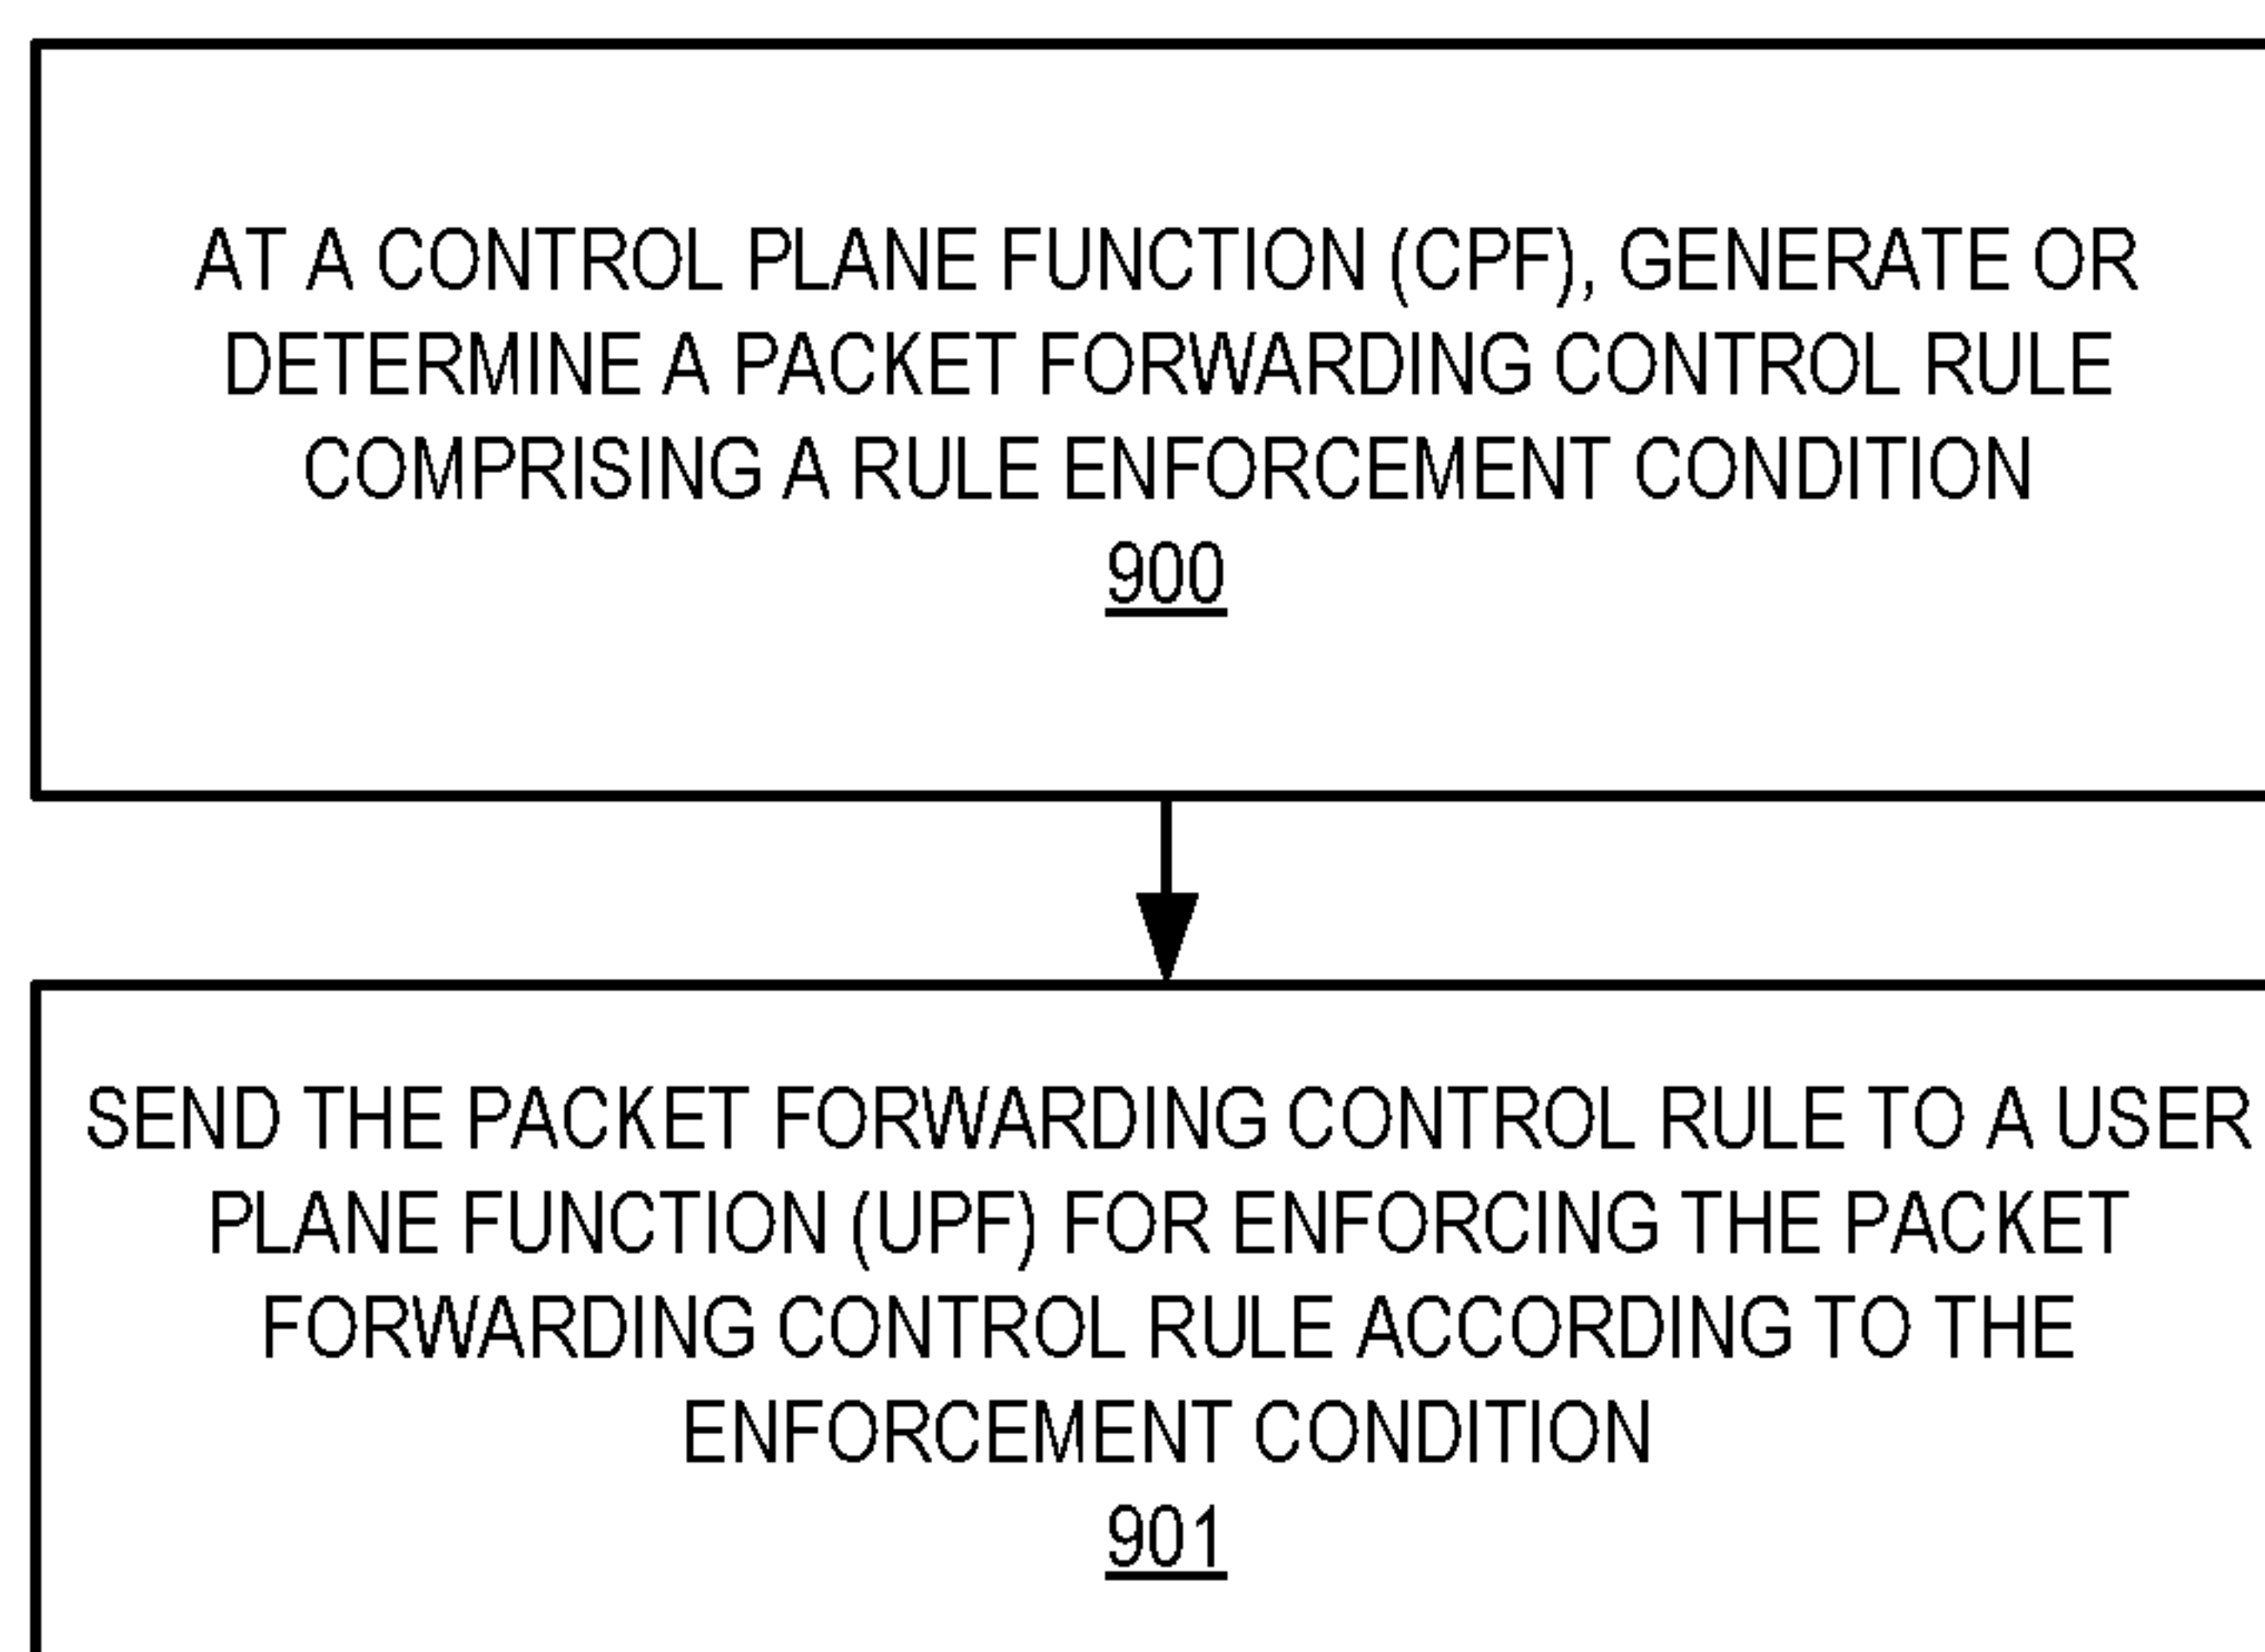 AT A CONTROL PLANE FUNCTION (CPF), GENERATE OR
DETERMINE A PACKET FORWARDING CONTROL RULE
COMPRISING A RULE ENFORCEMENT CONDITION
900
SEND THE PACKET FORWARDING CONTROL RULE TO A USER
PLANE FUNCTION (UPF) FOR ENFORCING THE PACKET
FORWARDING CONTROL RULE ACCORDING TO THE
ENFORCEMENT CONDITION
901